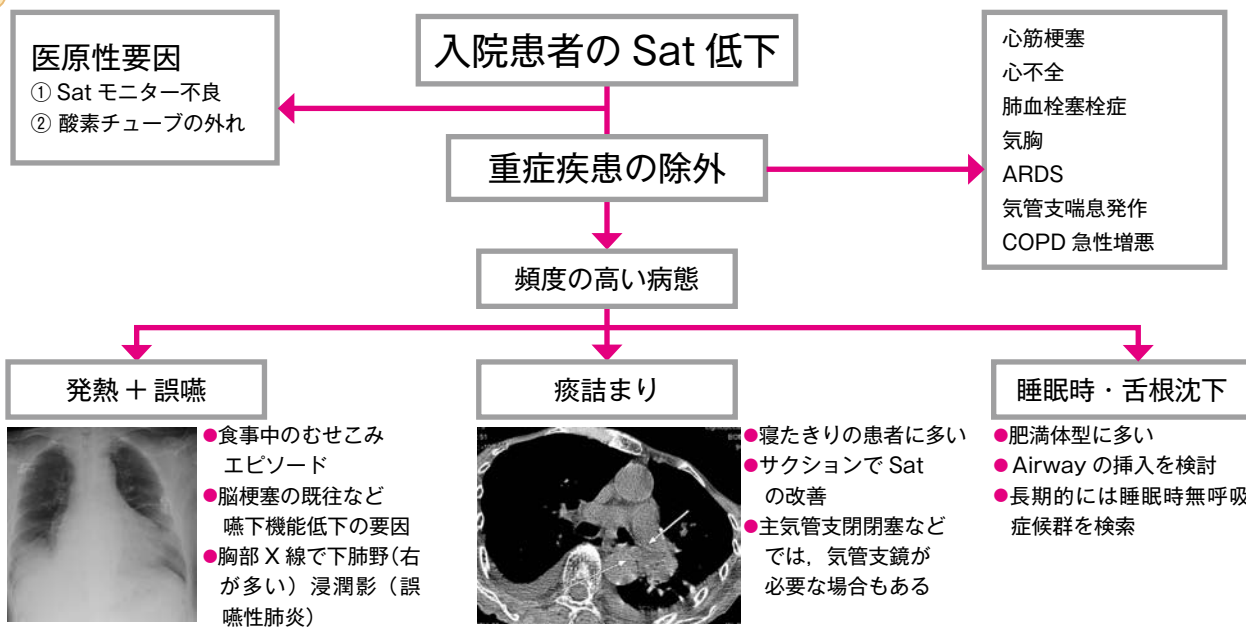 入院患者の Sat 低下
医原性要因
① Sat モニター不良
② 酸素チューブの外れ
重症疾患の除外
心筋梗塞
心不全
肺血栓塞栓症
気胸
ARDS
気管支喘息発作
COPD 急性増悪
頻度の高い病態
発熱＋誤嚥
●食事中のむせこみ
エピソード
●脳梗塞の既往など
嚥下機能低下の要因
●胸部 X 線で下肺野（右
が多い）浸潤影（誤
嚥性肺炎）
痰詰まり
●寝たきりの患者に多い
●サクションで Sat
の改善
●主気管支閉閉塞など
では，気管支鏡が
必要な場合もある
睡眠時・舌根沈下
●肥満体型に多い
●Airway の挿入を検討
●長期的には睡眠時無呼吸
症候群を検索